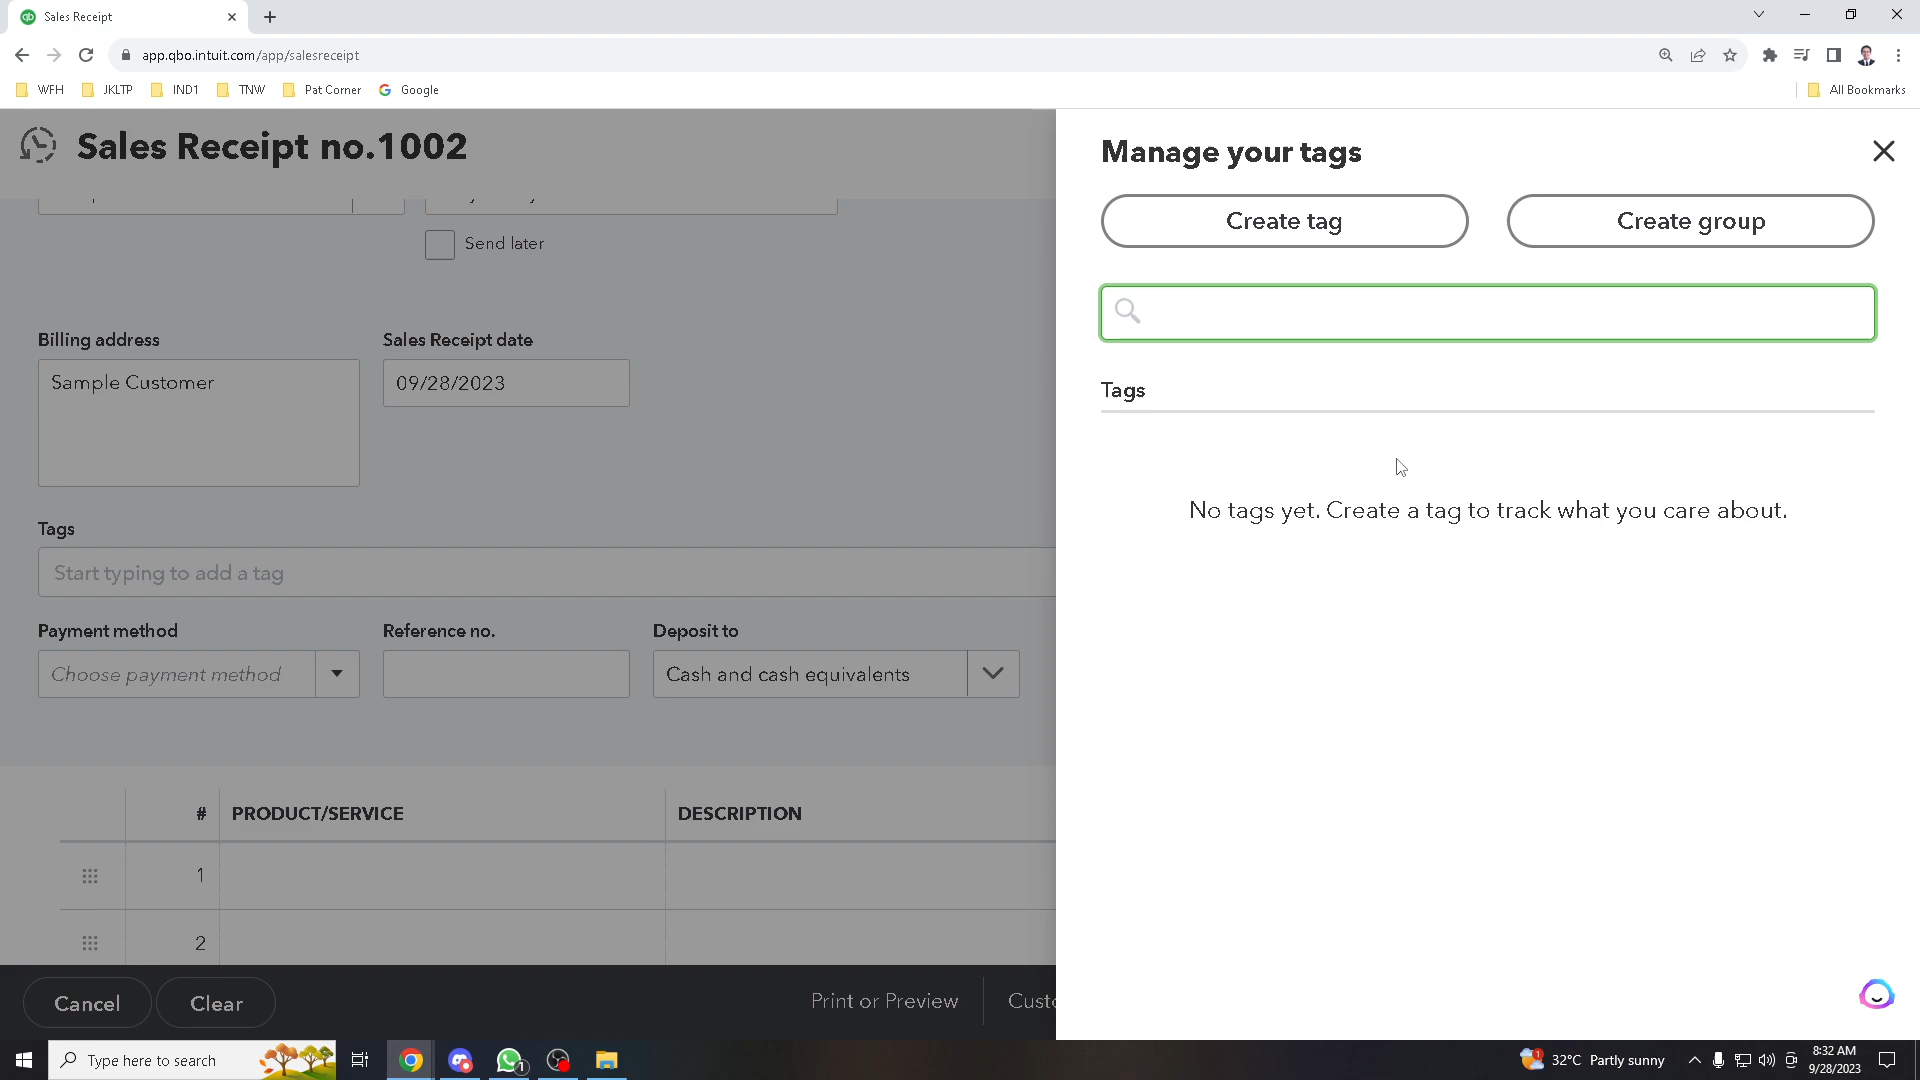 Sales Receipt
app.qbo.intuit.com/app/salesreceipt
WFH JKLTP IND1 TNW Pat Corner Google All Bookmarks
Sales Receipt no.1002
Manage your tags
Create tag Create group
Send later
Billing address Sales Receipt date
Sample Customer 09/28/2023
Tags
No tags yet. Create a tag to track what you care about.
Tags
Start typing to add a tag
Payment method Reference no. Deposit to
Choose payment method Cash and cash equivalents
# PRODUCT/SERVICE DESCRIPTION
1
2
Cancel Clear Print or Preview
Type here to search
32°C Partly sunny
8:32 AM
9/28/2023